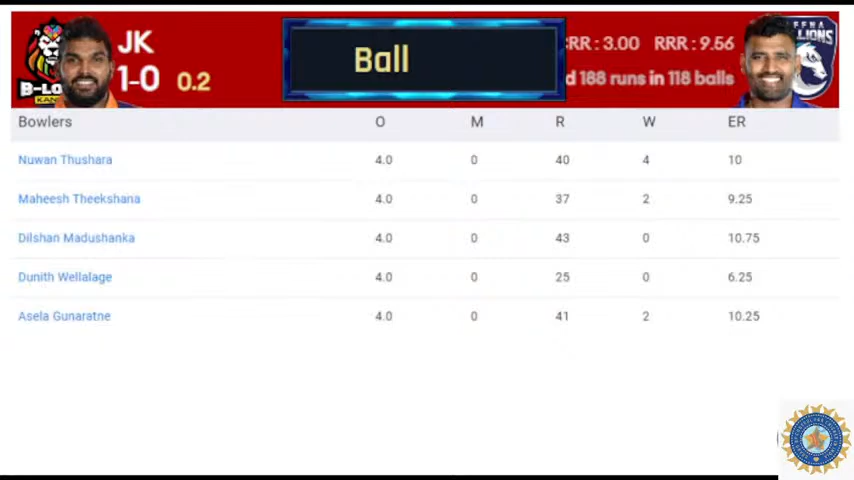 JK
1-0 0.2
B-LO
KAN
Ball
CRR : 3.00 RRR : 9.56
d 188 runs in 118 balls
Bowlers O M R W ER
Nuwan Thushara 4.0 0 40 4 10
Maheesh Theekshana 4.0 0 37 2 9.25
Dilshan Madushanka 4.0 0 43 0 10.75
Dunith Wellalage 4.0 0 25 0 6.25
Asela Gunaratne 4.0 0 41 2 10.25